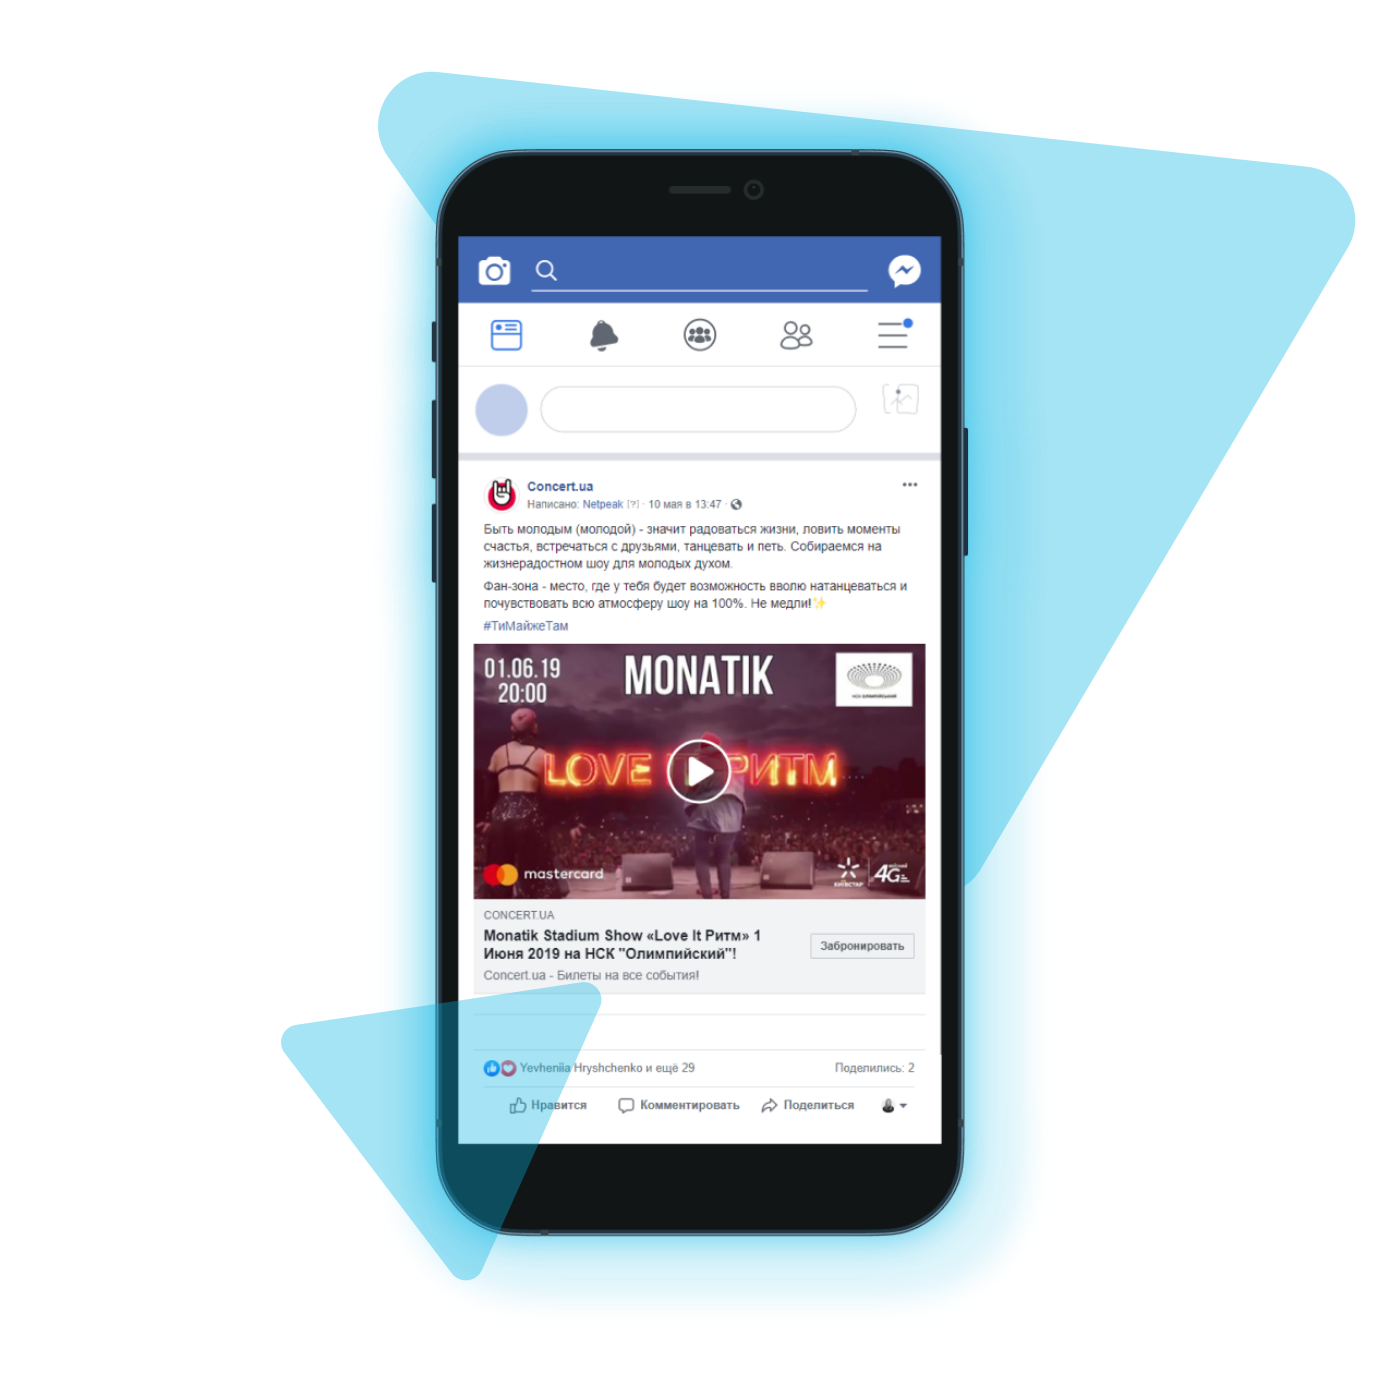 Concert.ua
Написано: Netpeak [?] · 10 мая в 13:47 ·
Быть молодым (молодой) - значит радоваться жизни, ловить моменты
счастья, встречаться с друзьями, танцевать и петь. Собираемся на
жизнерадостном шоу для молодых духом.
Фан-зона - место, где у тебя будет возможность вволю натанцеваться и
почувствовать всю атмосферу шоу на 100%. Не медли!✨
#ТиМайжеТам
01.06.19
20:00
MONATIK
НСК ОЛИМПИЙСКИЙ
LOVE IT РИТМ
mastercard
КИЇВСТАР
4G
CONCERT.UA
Monatik Stadium Show «Love It Ритм» 1
Июня 2019 на НСК "Олимпийский"!
Забронировать
Concert.ua - Билеты на все события!
Yevheniia Hryshchenko и ещё 29
Поделились: 2
Нравится
Комментировать
Поделиться